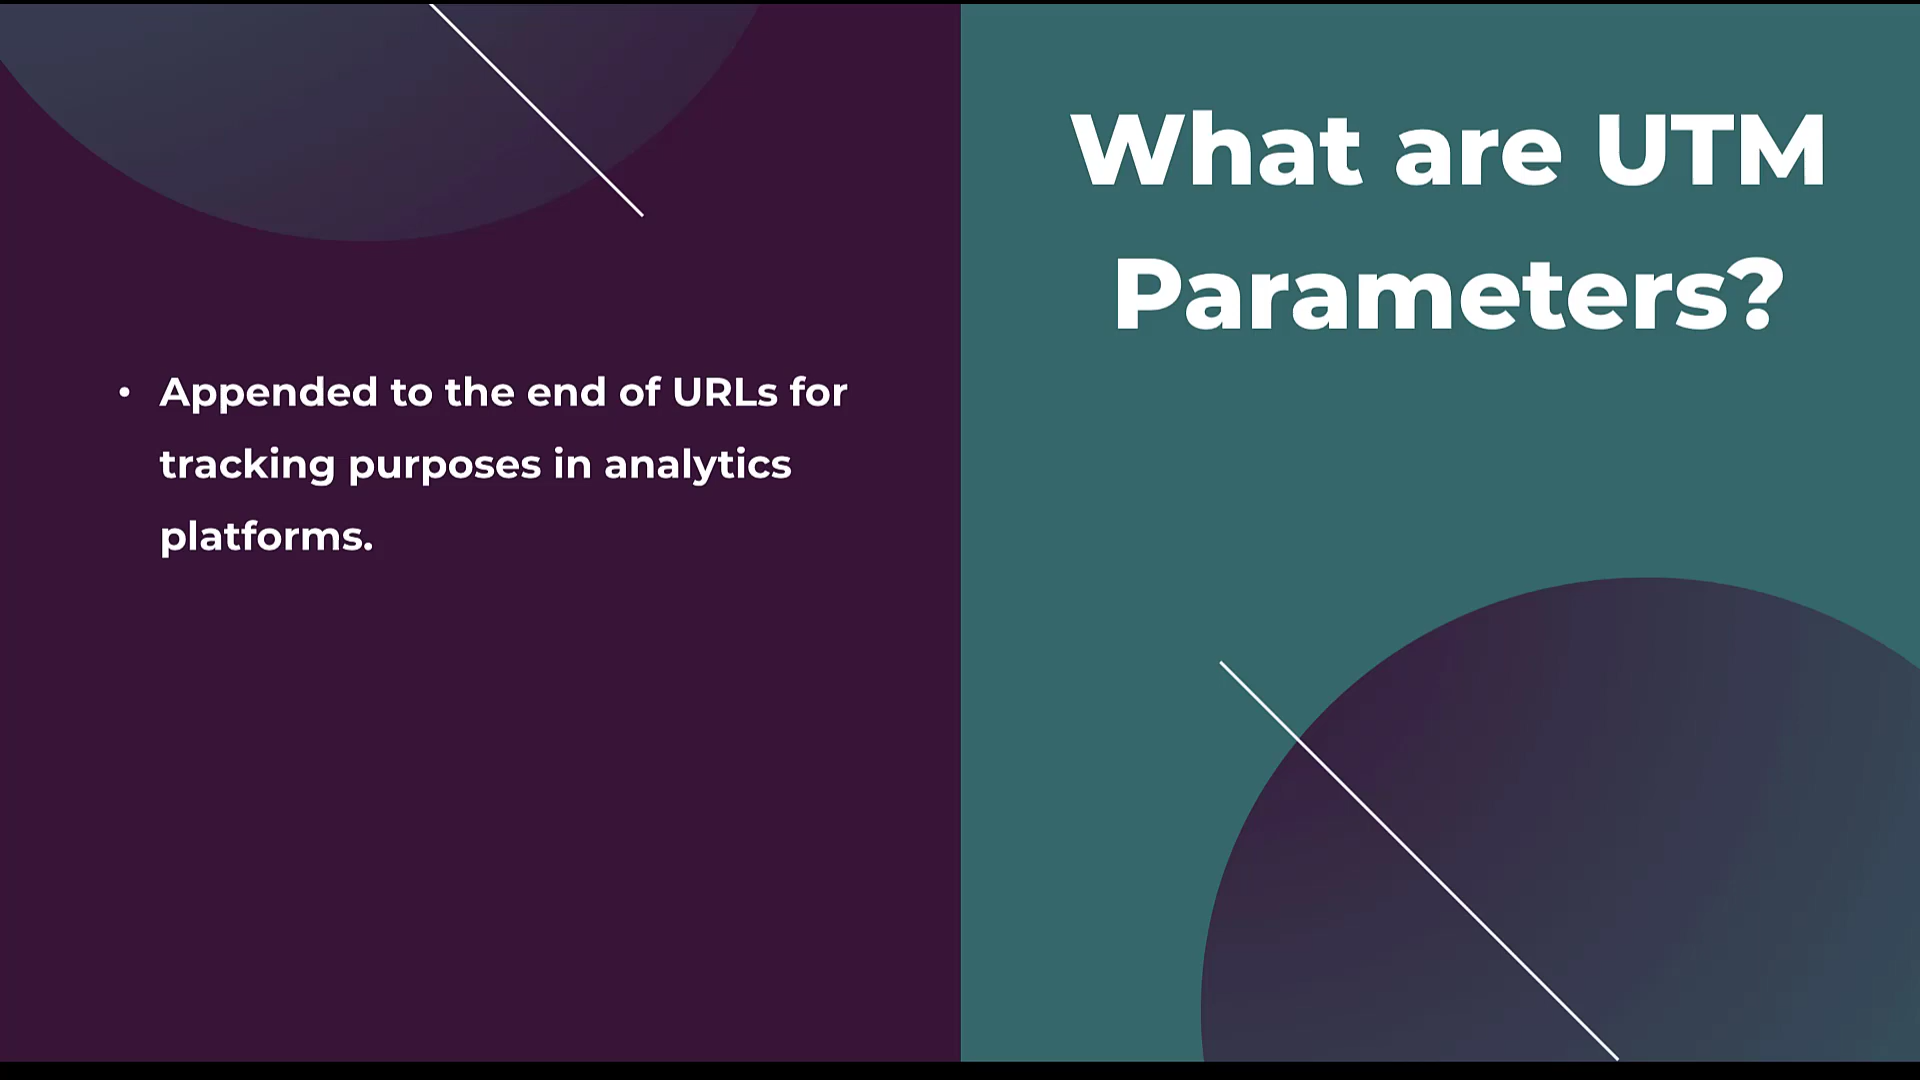 What are UTM
Parameters?
• Appended to the end of URLs for
tracking purposes in analytics
platforms.